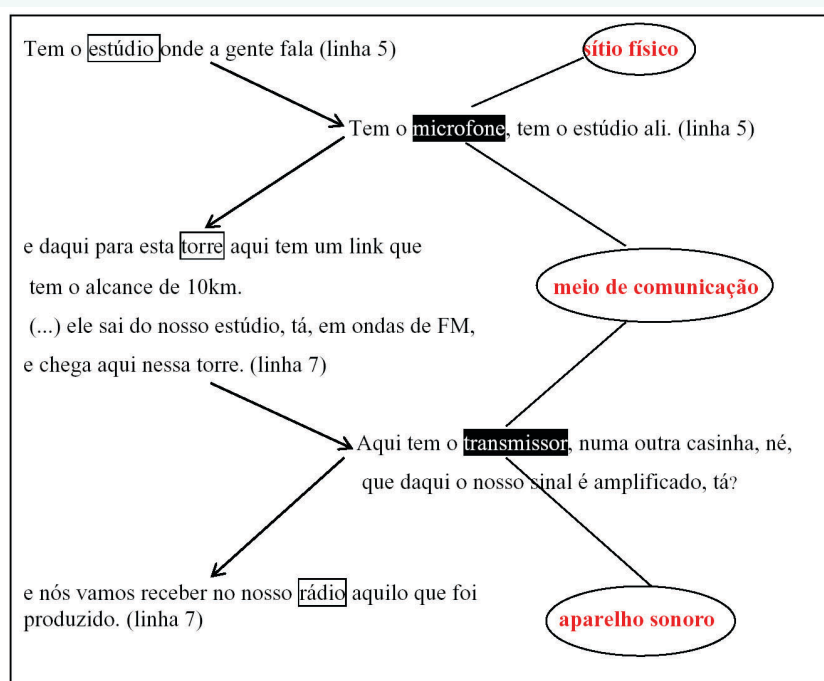 Tem o estúdio onde a gente fala (linha 5)
sítio físico
Tem o microfone, tem o estúdio ali. (linha 5)
e daqui para esta torre aqui tem um link que
tem o alcance de 10km.
meio de comunicação
(...) ele sai do nosso estúdio, tá, em ondas de FM,
e chega aqui nessa torre. (linha 7)
Aqui tem o transmissor, numa outra casinha, né,
que daqui o nosso sinal é amplificado, tá?
e nós vamos receber no nosso rádio aquilo que foi
produzido. (linha 7)
aparelho sonoro